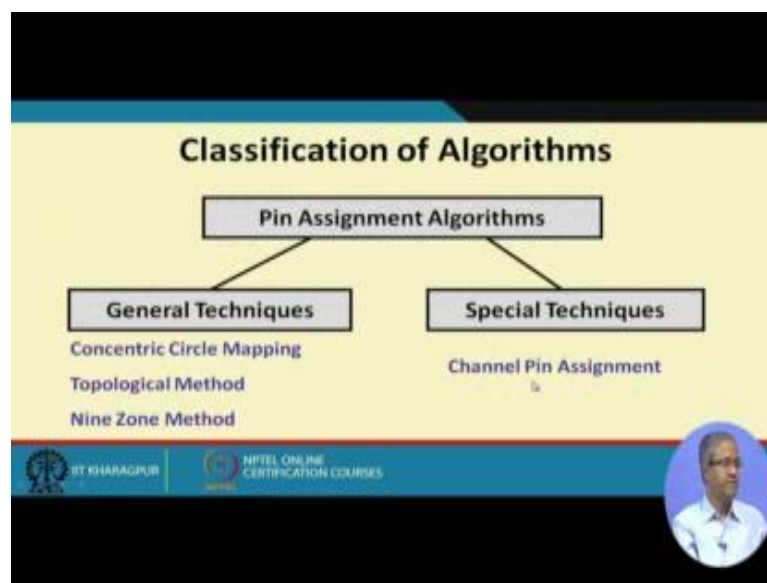 Classification of Algorithms
Pin Assignment Algorithms
General Techniques
Special Techniques
Concentric Circle Mapping
Channel Pin Assignment
Topological Method
Nine Zone Method
IIT KHARAGPUR
NPTEL ONLINE
CERTIFICATION COURSES
NPTEL